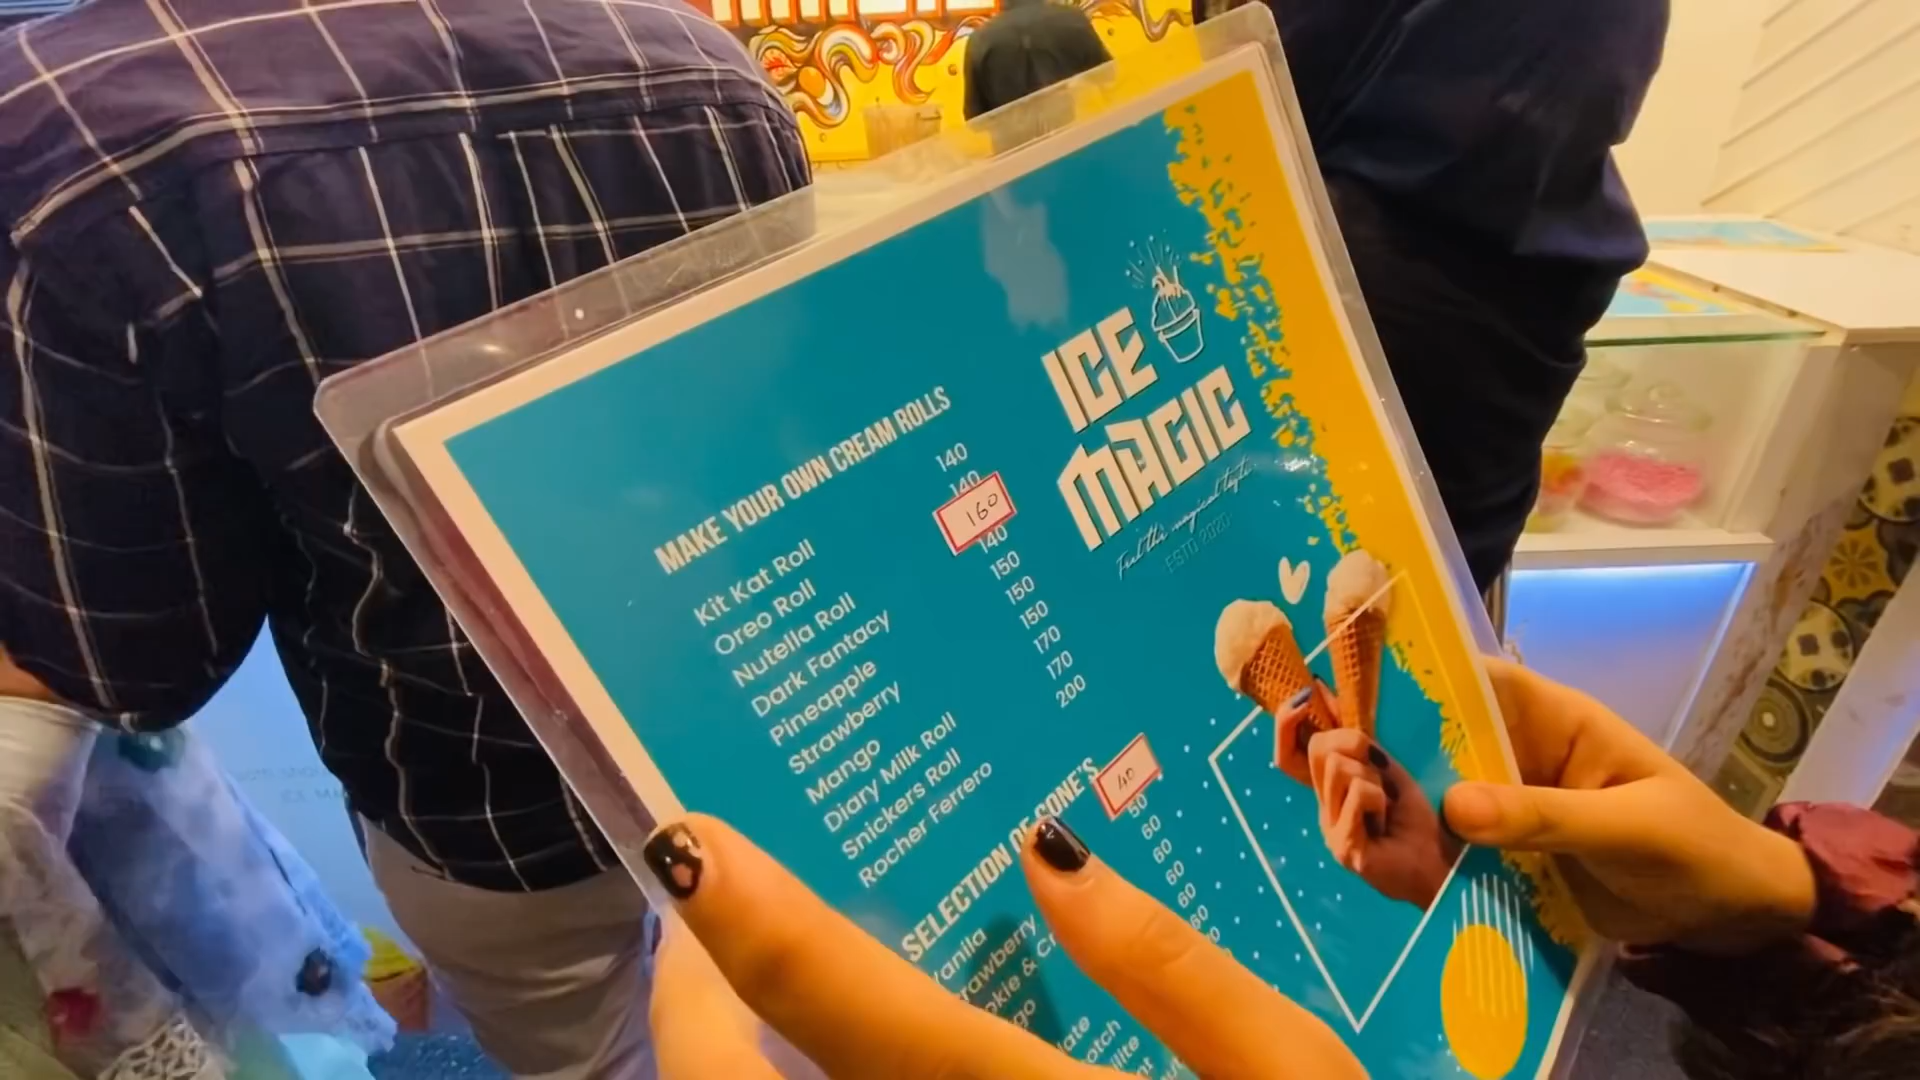 ICE
MAGIC
Feel the magical taste
ESTD 2020
MAKE YOUR OWN CREAM ROLLS
Kit Kat Roll 140
Oreo Roll 140
Nutella Roll 160
Dark Fantacy 140
Pineapple 150
Strawberry 150
Mango 150
Diary Milk Roll 170
Snickers Roll 170
Rocher Ferrero 200
SELECTION OF SONE'S
Vanila 40
50
60
60
60
60